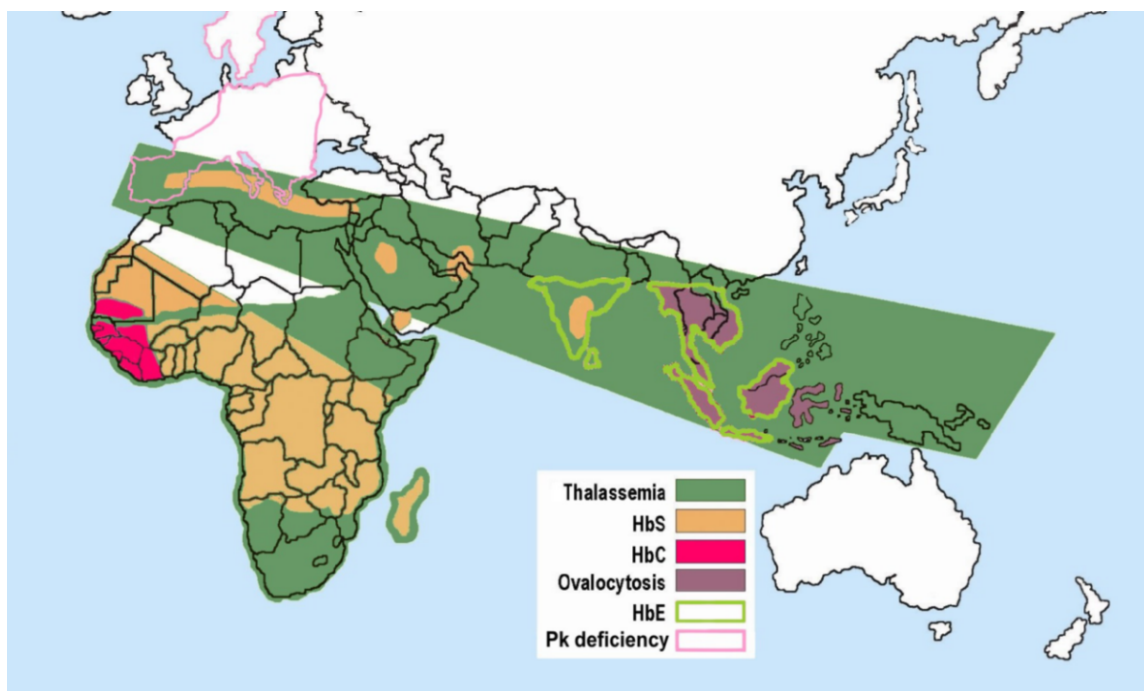 Thalassemia
HbS
HbC
Ovalocytosis
HbE
Pk deficiency